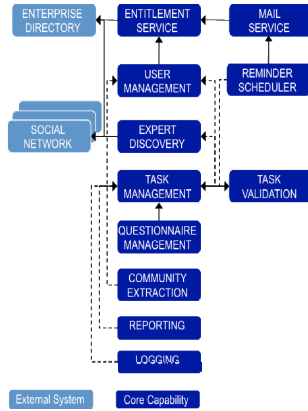 ENTERPRISE
DIRECTORY
ENTITLEMENT
SERVICE
MAIL
SERVICE
USER
MANAGEMENT
REMINDER
SCHEDULER
SOCIAL
NETWORK
EXPERT
DISCOVERY
TASK
MANAGEMENT
TASK
VALIDATION
QUESTIONNAIRE
MANAGEMENT
COMMUNITY
EXTRACTION
REPORTING
LOGGING
External System
Core Capability